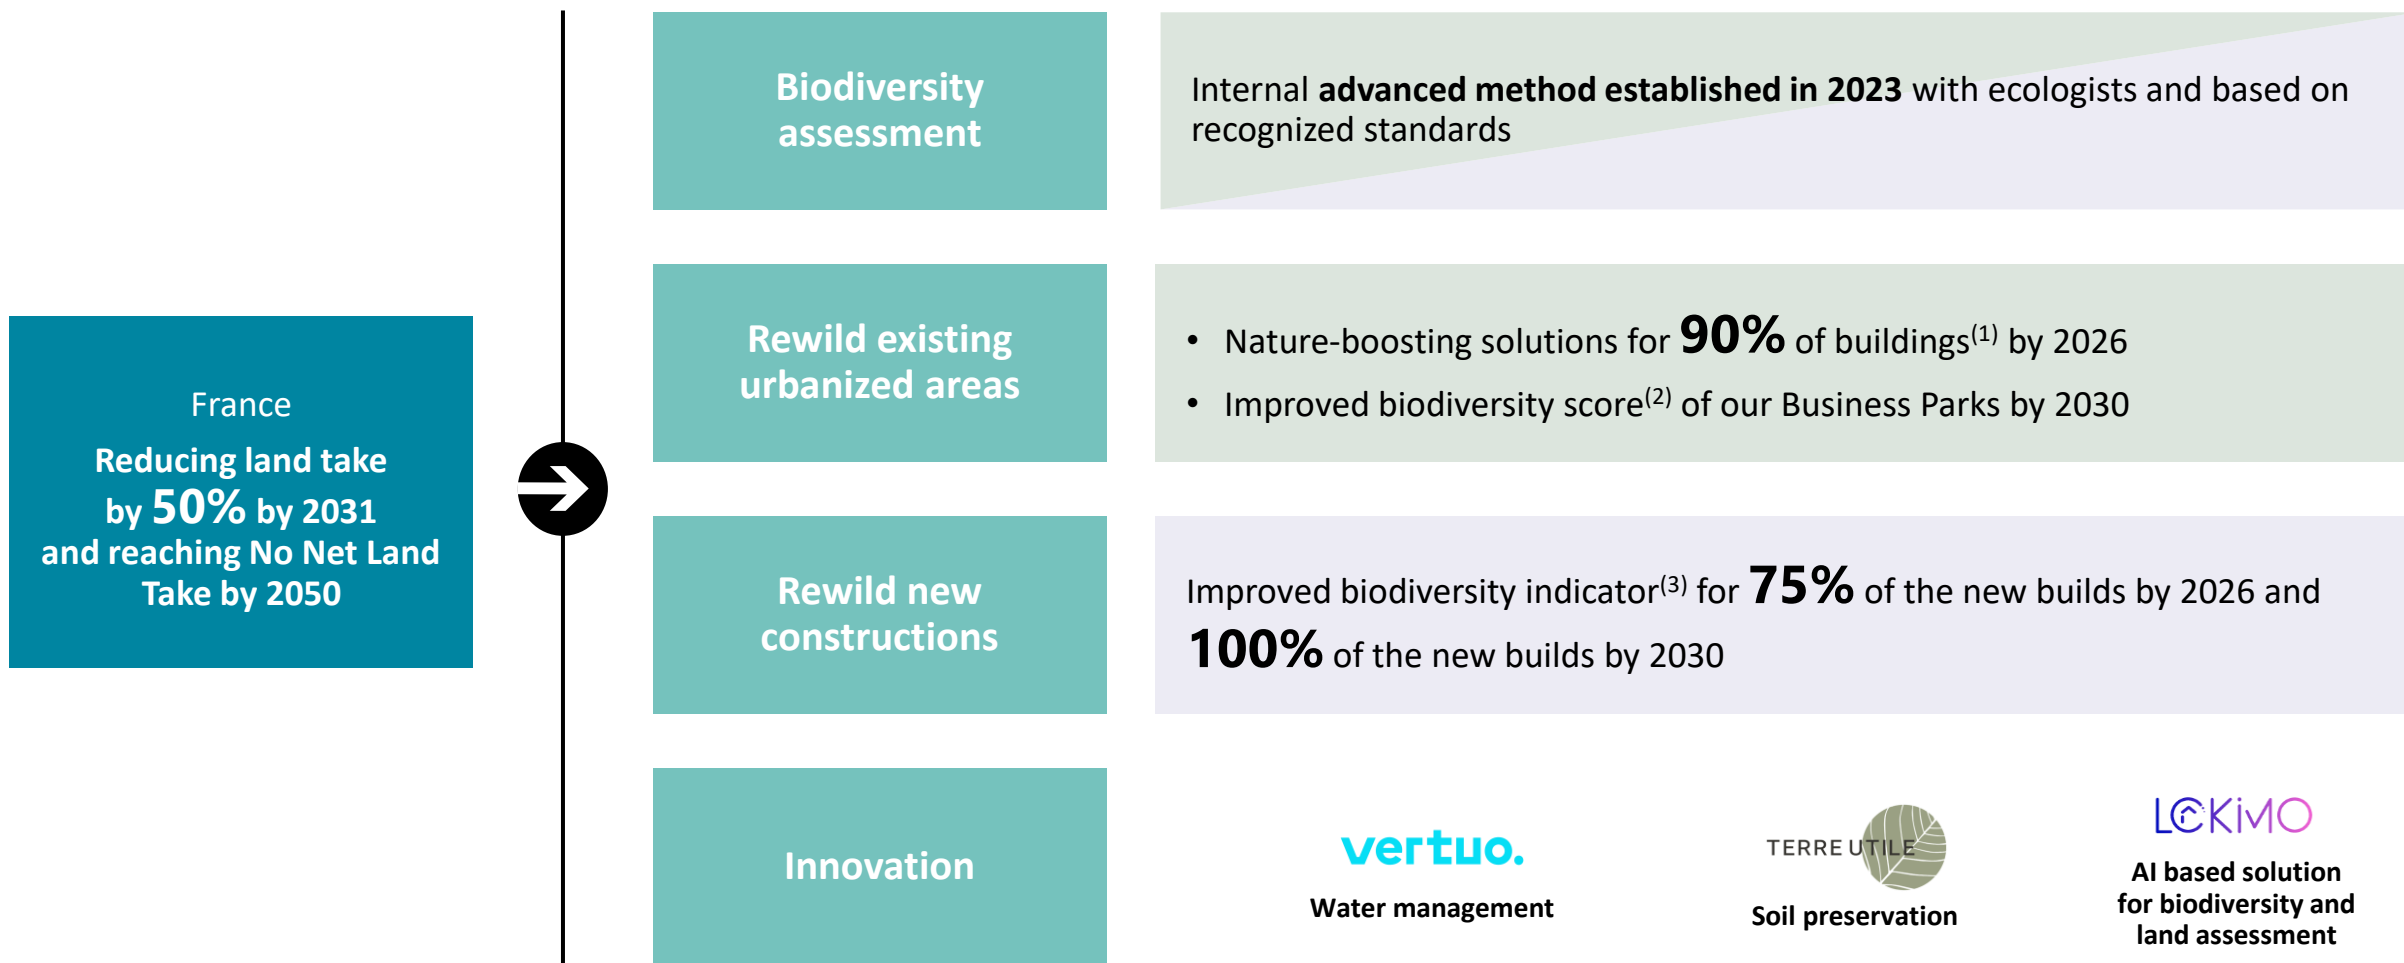 France
Reducing land take
by 50% by 2031
and reaching No Net Land
Take by 2050
Biodiversity
assessment
Internal advanced method established in 2023 with ecologists and based on
recognized standards
Rewild existing
urbanized areas
• Nature-boosting solutions for 90% of buildings(1) by 2026
• Improved biodiversity score(2) of our Business Parks by 2030
Rewild new
constructions
Improved biodiversity indicator(3) for 75% of the new builds by 2026 and
100% of the new builds by 2030
Innovation
vertuo.
Water management
TERRE UTILE
Soil preservation
LOKiMO
AI based solution
for biodiversity and
land assessment